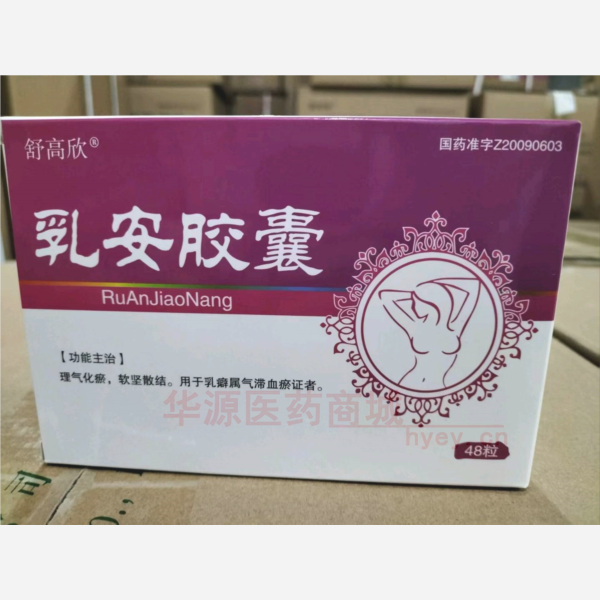 舒高欣®
国药准字Z20090603
乳安胶囊
RuAnJiaoNang
【功能主治】
理气化瘀，软坚散结。用于乳癖属气滞血瘀证者。
华源医药商城
hyey.cn
48粒
司